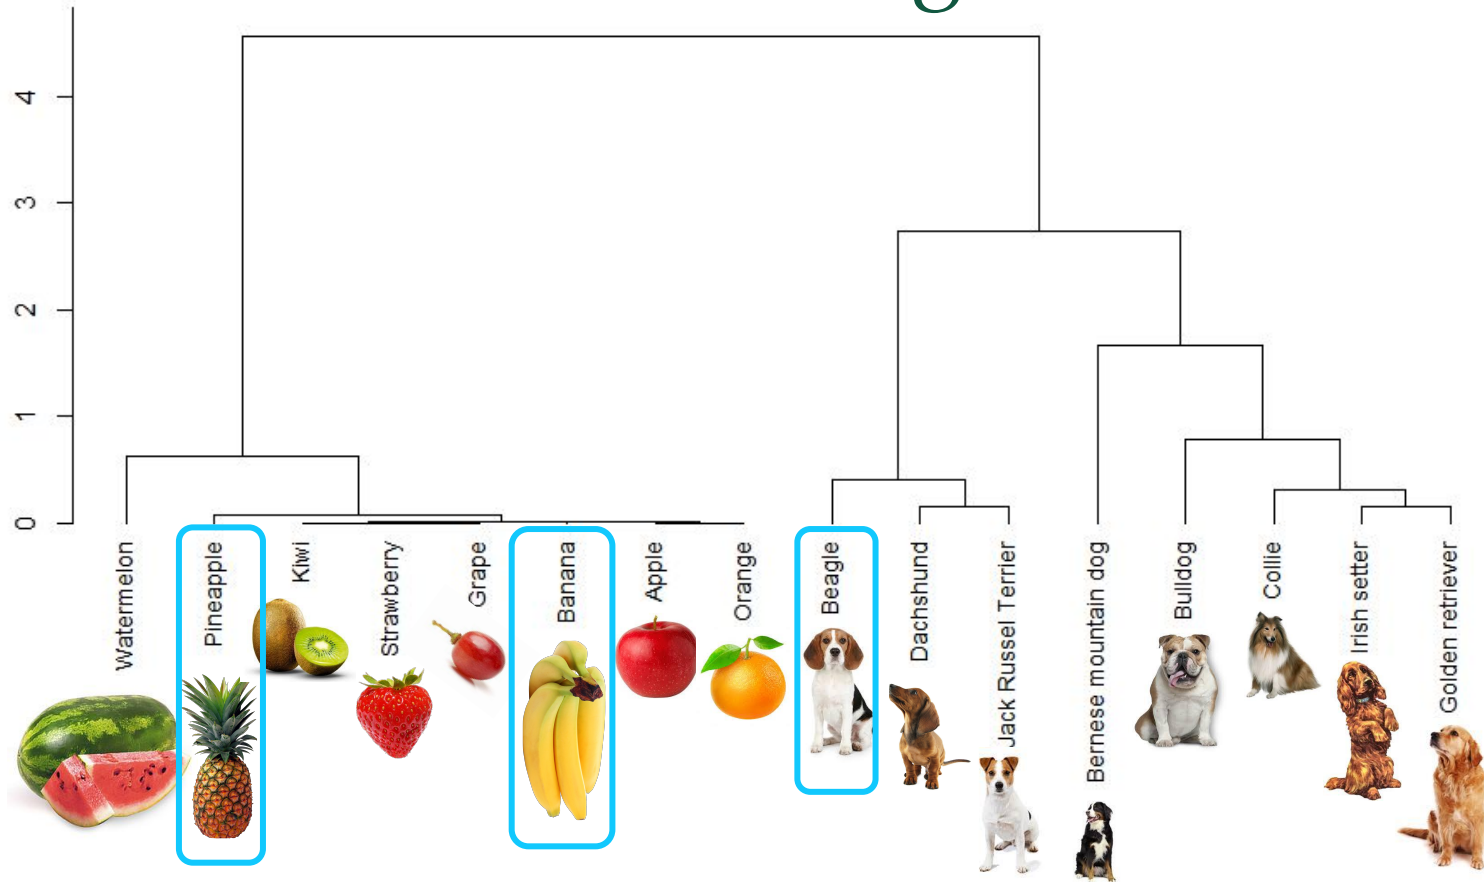 4
3
2
1
0
Watermelon
Pineapple
Kiwi
Strawberry
Grape
Banana
Apple
Orange
Beagle
Dachshund
Jack Russel Terrier
Bernese mountain dog
Bulldog
Collie
Irish setter
Golden retriever